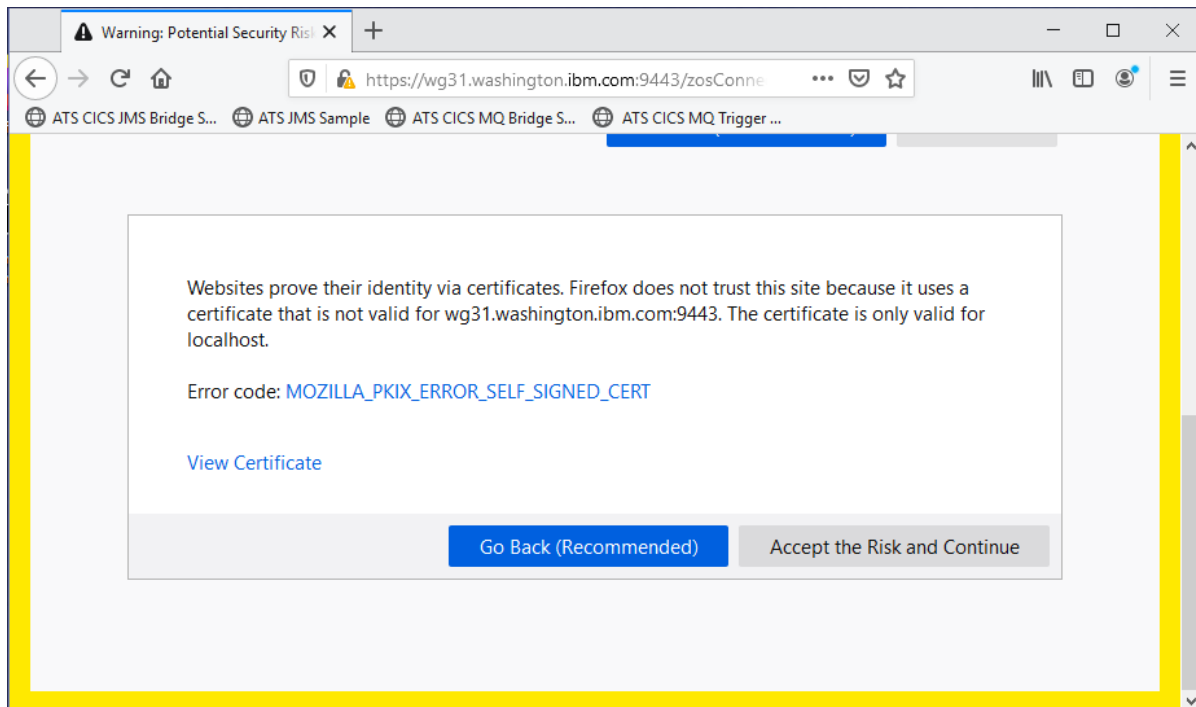 Warning: Potential Security Ris
https://wg31.washington.ibm.com:9443/zosConne
ATS CICS JMS Bridge S... ATS JMS Sample ATS CICS MQ Bridge S... ATS CICS MQ Trigger ...
Websites prove their identity via certificates. Firefox does not trust this site because it uses a
certificate that is not valid for wg31.washington.ibm.com:9443. The certificate is only valid for
localhost.
Error code: MOZILLA_PKIX_ERROR_SELF_SIGNED_CERT
View Certificate
Go Back (Recommended) Accept the Risk and Continue